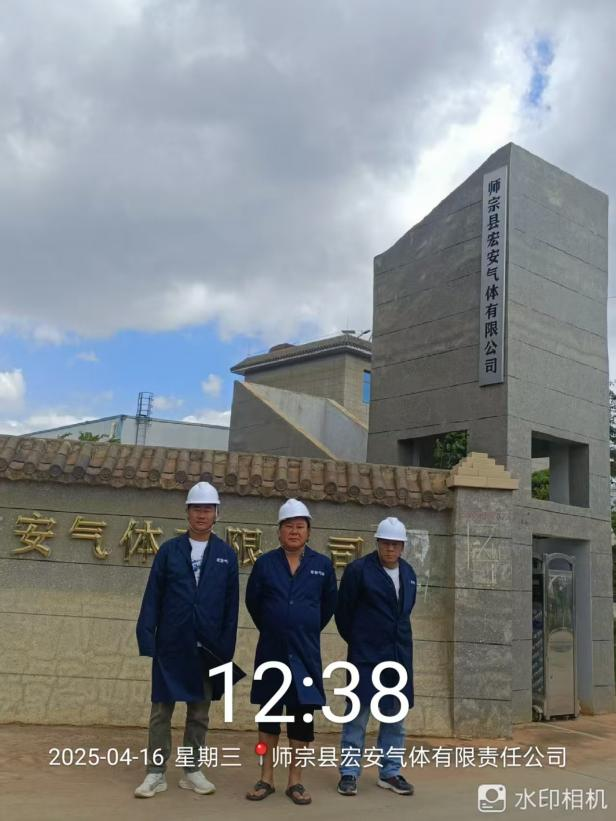 师宗县宏安气体有限公司
安气体有限 司
12:38
2025-04-16 星期三 师宗县宏安气体有限责任公司
水印相机